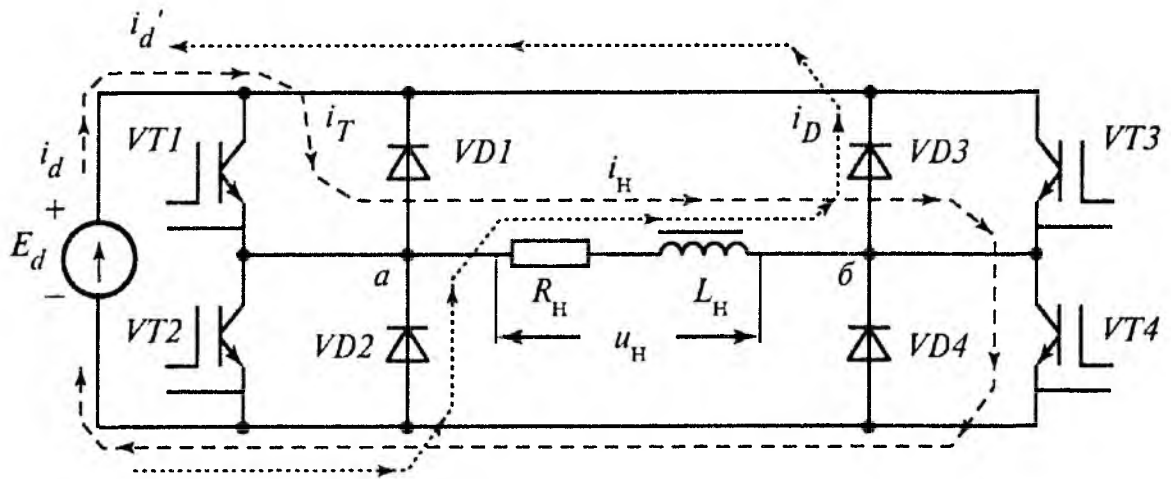 i_d'
VT1
i_T
VD1
i_D
VD3
VT3
i_d
i_н
+
E_d
−
а
б
R_н
L_н
VT2
VD2
u_н
VD4
VT4